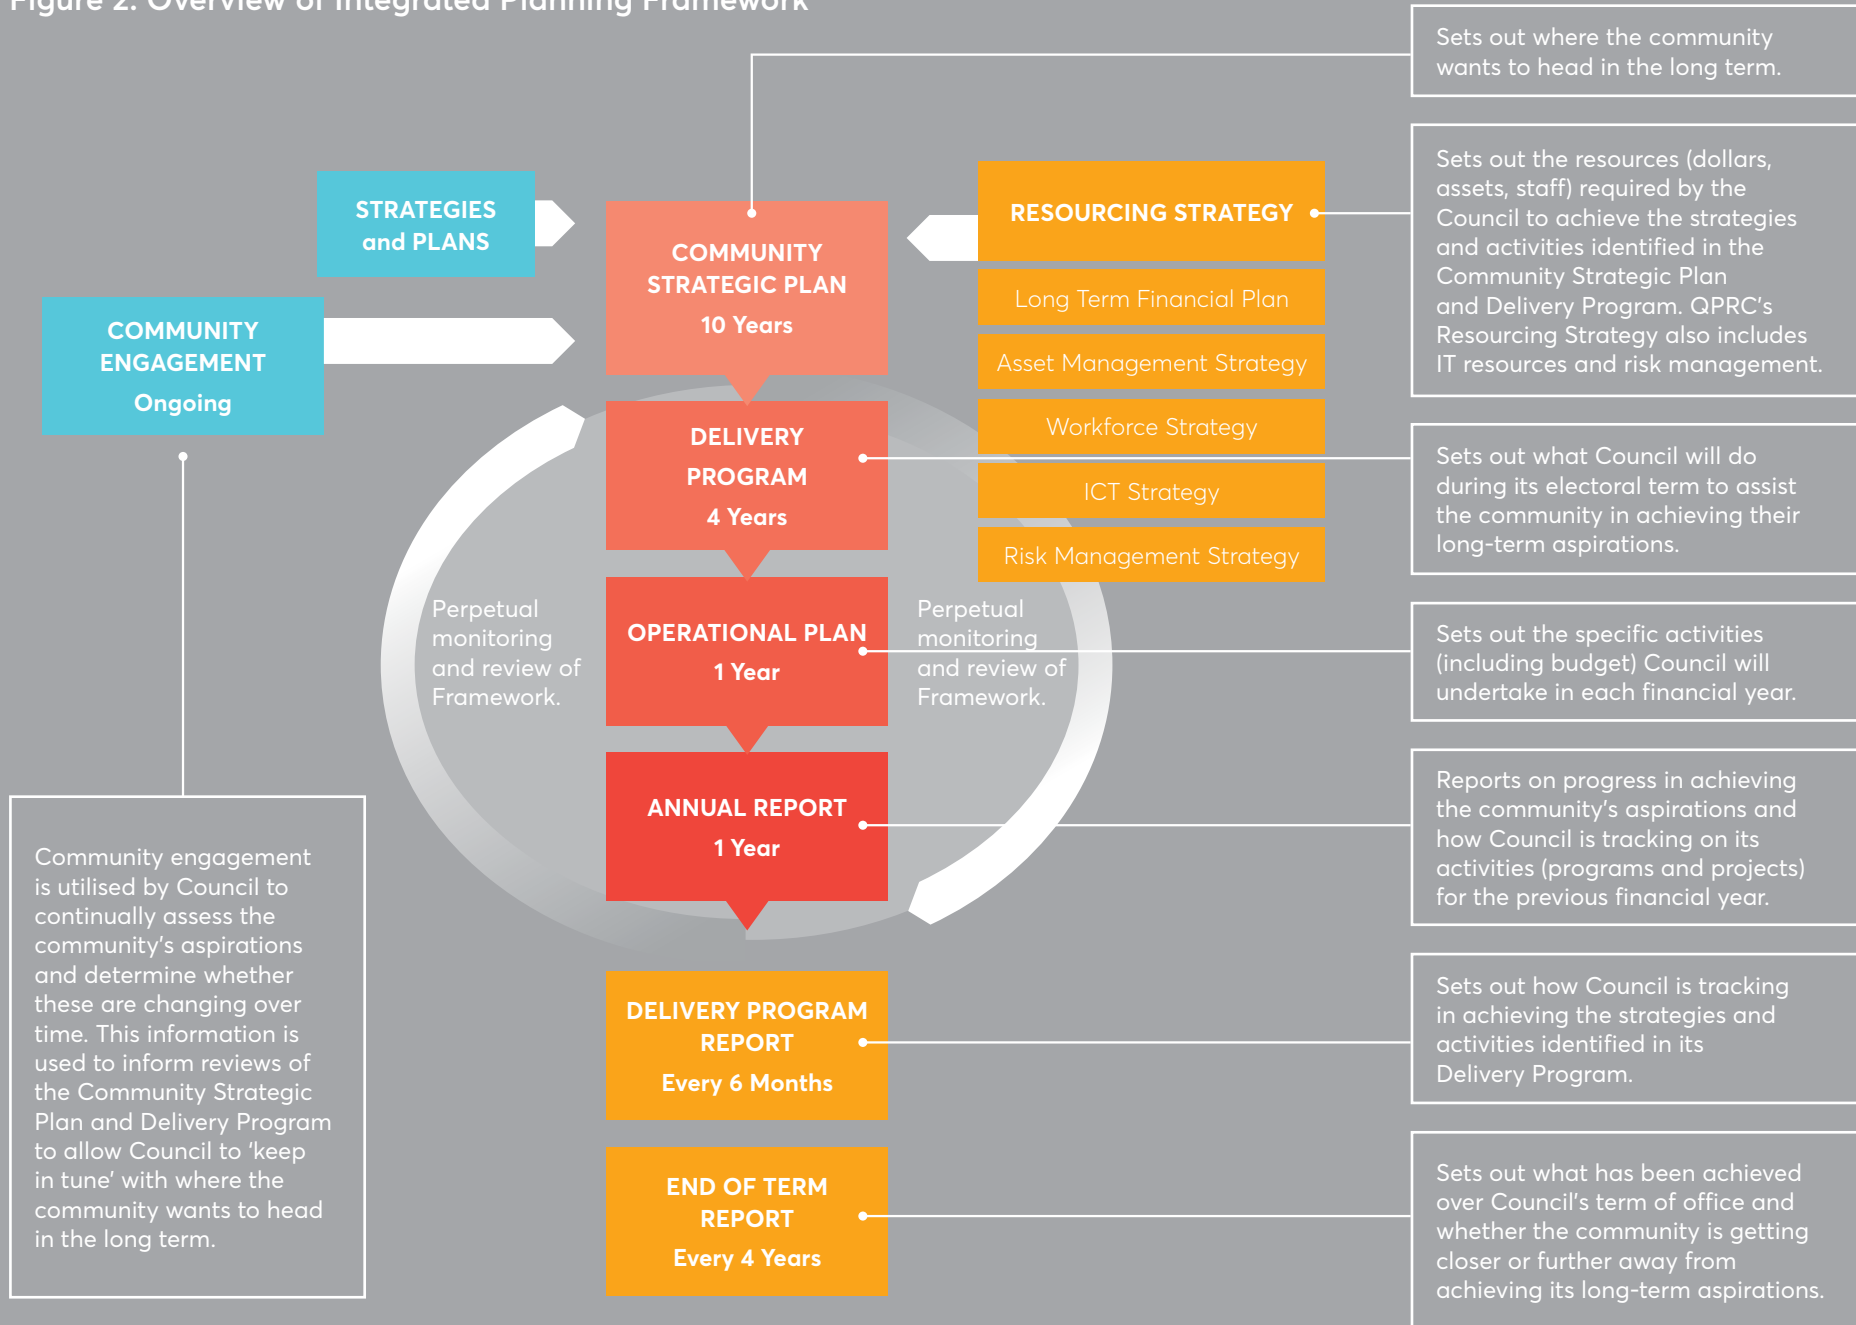 Figure 2: Overview of Integrated Planning Framework
STRATEGIES
and PLANS
COMMUNITY
ENGAGEMENT
Ongoing
Community engagement
is utilised by Council to
continually assess the
community's aspirations
and determine whether
these are changing over
time. This information is
used to inform reviews of
the Community Strategic
Plan and Delivery Program
to allow Council to ‘keep
in tune’ with where the
community wants to head
in the long term.
COMMUNITY
STRATEGIC PLAN
10 Years
DELIVERY
PROGRAM
4 Years
OPERATIONAL PLAN
1 Year
ANNUAL REPORT
1 Year
DELIVERY PROGRAM
REPORT
Every 6 Months
END OF TERM
REPORT
Every 4 Years
Perpetual
monitoring
and review of
Framework.
Perpetual
monitoring
and review of
Framework.
RESOURCING STRATEGY
Long Term Financial Plan
Asset Management Strategy
Workforce Strategy
ICT Strategy
Risk Management Strategy
Sets out where the community
wants to head in the long term.
Sets out the resources (dollars,
assets, staff) required by the
Council to achieve the strategies
and activities identified in the
Community Strategic Plan
and Delivery Program. QPRC's
Resourcing Strategy also includes
IT resources and risk management.
Sets out what Council will do
during its electoral term to assist
the community in achieving their
long-term aspirations.
Sets out the specific activities
(including budget) Council will
undertake in each financial year.
Reports on progress in achieving
the community's aspirations and
how Council is tracking on its
activities (programs and projects)
for the previous financial year.
Sets out how Council is tracking
in achieving the strategies and
activities identified in its
Delivery Program.
Sets out what has been achieved
over Council's term of office and
whether the community is getting
closer or further away from
achieving its long-term aspirations.